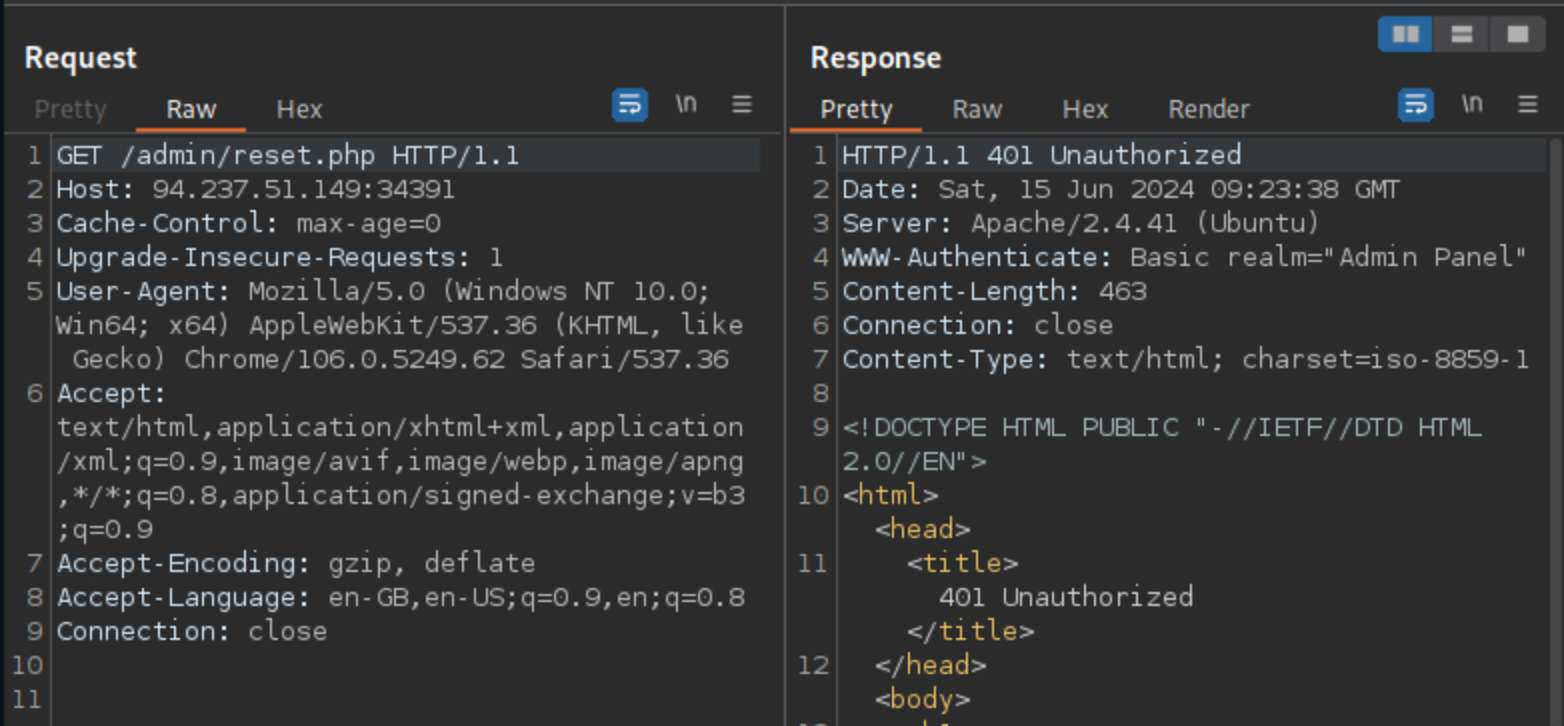 Request
Pretty Raw Hex \n
1 GET /admin/reset.php HTTP/1.1
2 Host: 94.237.51.149:34391
3 Cache-Control: max-age=0
4 Upgrade-Insecure-Requests: 1
5 User-Agent: Mozilla/5.0 (Windows NT 10.0;
Win64; x64) AppleWebKit/537.36 (KHTML, like
Gecko) Chrome/106.0.5249.62 Safari/537.36
6 Accept:
text/html,application/xhtml+xml,application
/xml;q=0.9,image/avif,image/webp,image/apng
,*/*;q=0.8,application/signed-exchange;v=b3
;q=0.9
7 Accept-Encoding: gzip, deflate
8 Accept-Language: en-GB,en-US;q=0.9,en;q=0.8
9 Connection: close
10
11
Response
Pretty Raw Hex Render \n
1 HTTP/1.1 401 Unauthorized
2 Date: Sat, 15 Jun 2024 09:23:38 GMT
3 Server: Apache/2.4.41 (Ubuntu)
4 WWW-Authenticate: Basic realm="Admin Panel"
5 Content-Length: 463
6 Connection: close
7 Content-Type: text/html; charset=iso-8859-1
8
9 <!DOCTYPE HTML PUBLIC "-//IETF//DTD HTML
2.0//EN">
10 <html>
<head>
11 <title>
401 Unauthorized
</title>
12 </head>
<body>